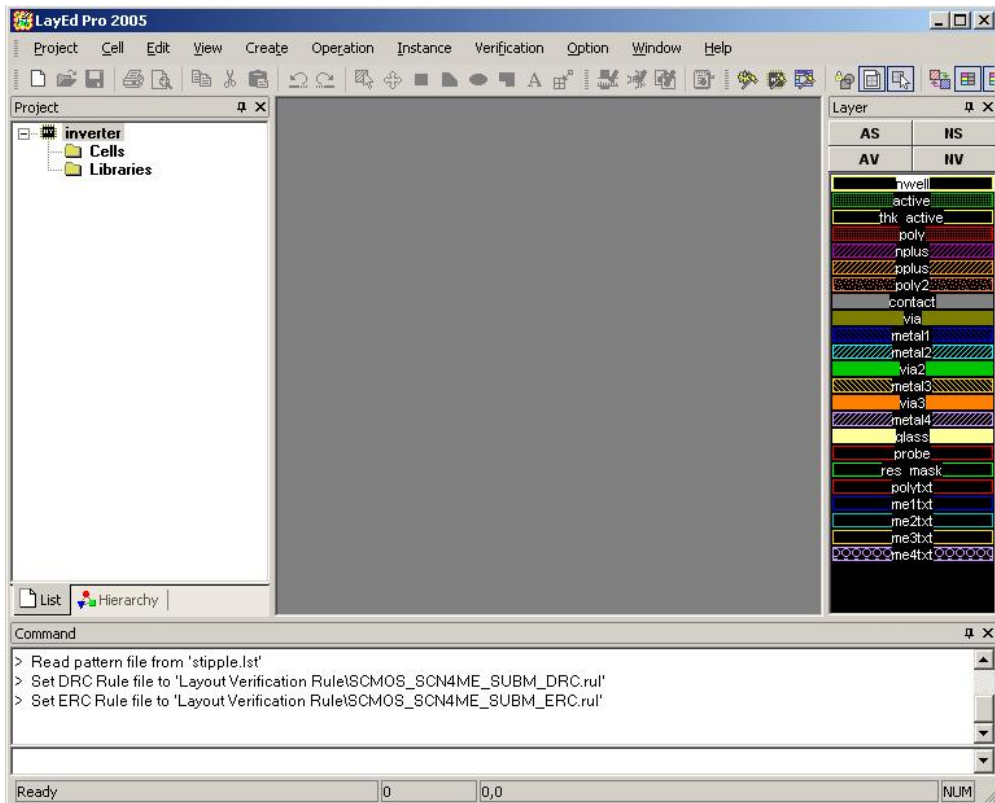 LayEd Pro 2005
Project Cell Edit View Create Operation Instance Verification Option Window Help
Project
inverter
Cells
Libraries
List Hierarchy
Layer
AS NS
AV NV
nwell
active
thk_active
poly
nplus
pplus
poly2
contact
via
metal1
metal2
via2
metal3
via3
metal4
glass
probe
res_mask
polytxt
me1txt
me2txt
me3txt
me4txt
Command
> Read pattern file from 'stipple.lst'
> Set DRC Rule file to 'Layout Verification Rule\SCMOS_SCN4ME_SUBM_DRC.rul'
> Set ERC Rule file to 'Layout Verification Rule\SCMOS_SCN4ME_SUBM_ERC.rul'
Ready 0 0,0 NUM